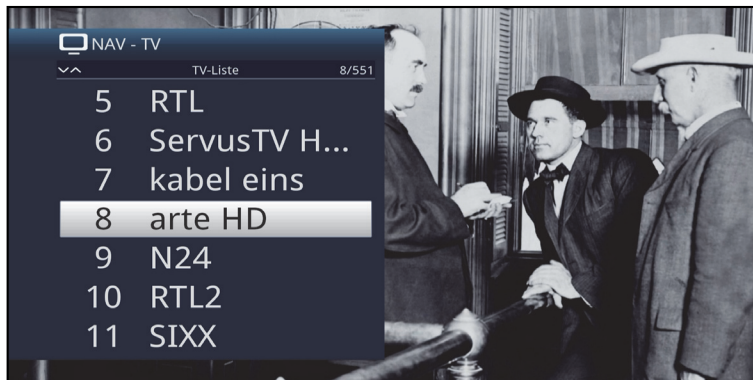 NAV - TV
TV-Liste 8/551
5 RTL
6 ServusTV H...
7 kabel eins
8 arte HD
9 N24
10 RTL2
11 SIXX